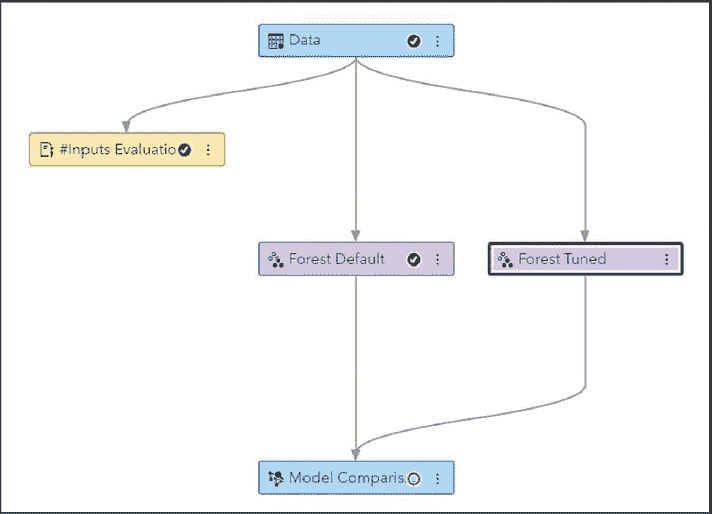 Data
#Inputs Evaluatio
Forest Default
Forest Tuned
Model Comparis.